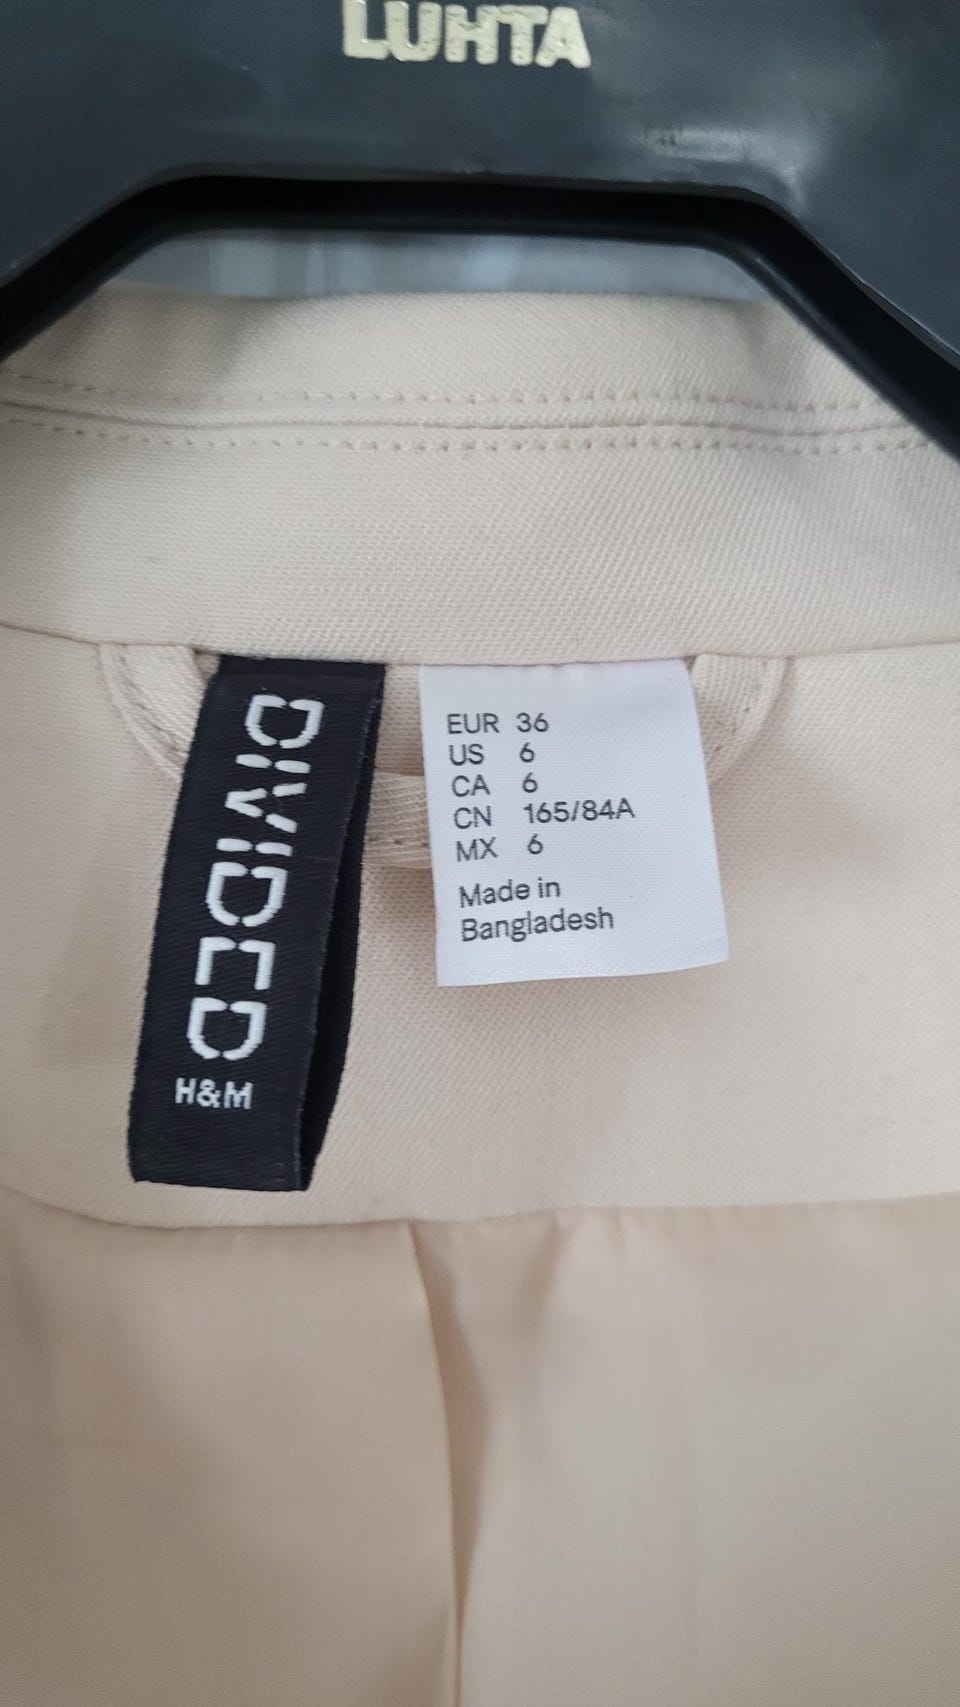 LUHTA
DIVIDED
H&M
EUR 36
US 6
CA 6
CN 165/84A
MX 6
Made in
Bangladesh